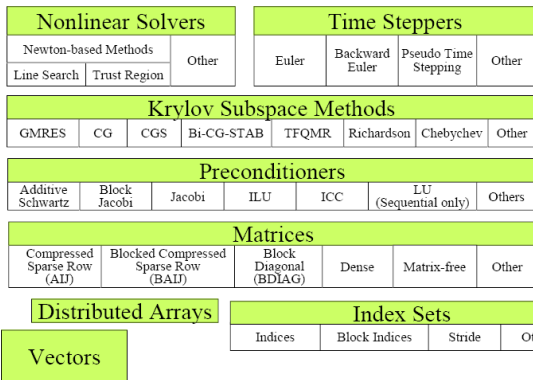 Nonlinear Solvers
Newton-based Methods
Other
Line Search
Trust Region
Time Steppers
Euler
Backward
Euler
Pseudo Time
Stepping
Other
Krylov Subspace Methods
GMRES
CG
CGS
Bi-CG-STAB
TFQMR
Richardson
Chebychev
Other
Preconditioners
Additive
Schwartz
Block
Jacobi
Jacobi
ILU
ICC
LU
(Sequential only)
Others
Matrices
Compressed
Sparse Row
(AIJ)
Blocked Compressed
Sparse Row
(BAIJ)
Block
Diagonal
(BDIAG)
Dense
Matrix-free
Other
Distributed Arrays
Index Sets
Indices
Block Indices
Stride
Vectors